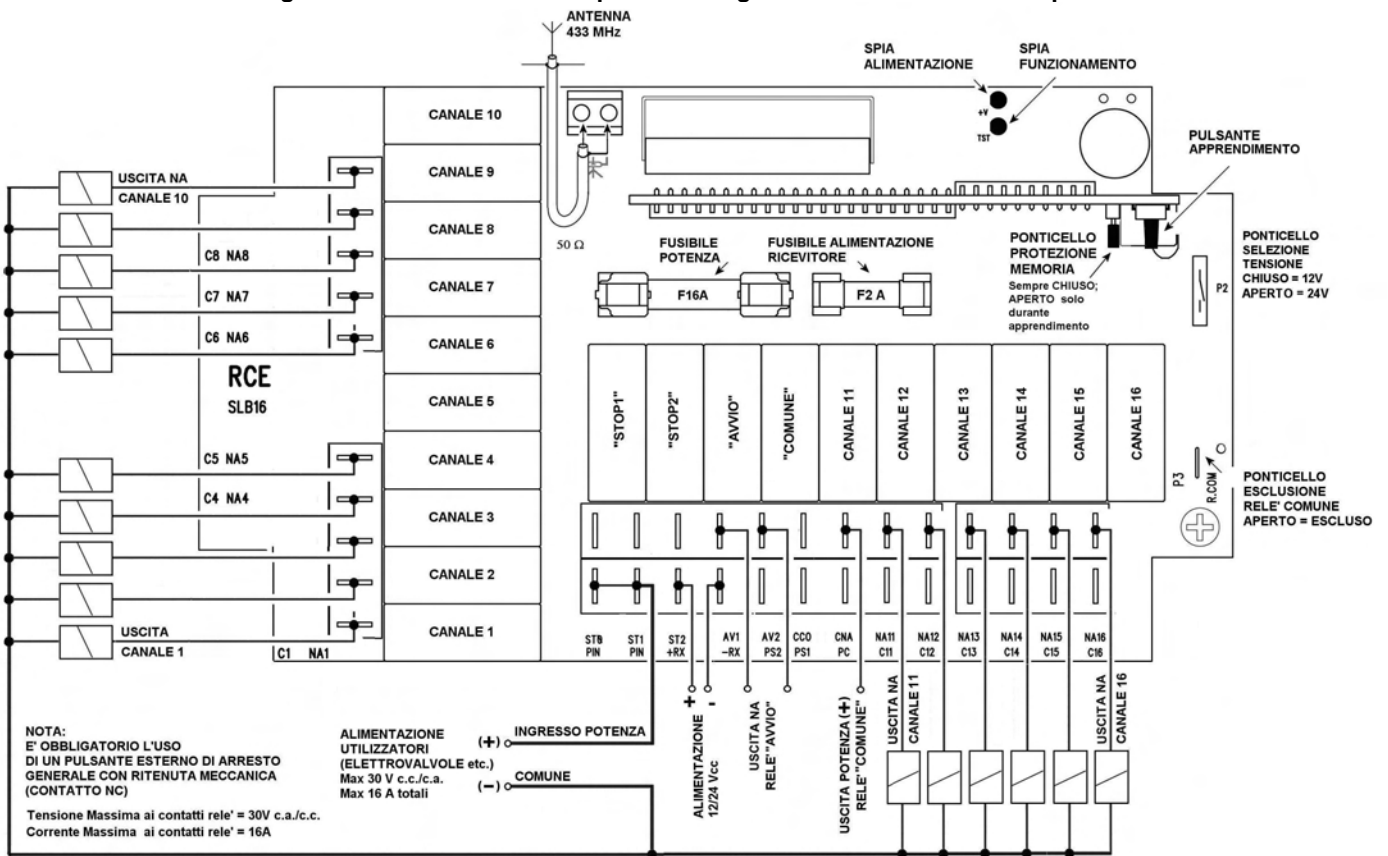 ANTENNA
433 MHz
SPIA
ALIMENTAZIONE
SPIA
FUNZIONAMENTO
+V
TST
PULSANTE
APPRENDIMENTO
CANALE 10
CANALE 9
CANALE 8
CANALE 7
CANALE 6
CANALE 5
CANALE 4
CANALE 3
CANALE 2
CANALE 1
USCITA NA
CANALE 10
C8 NA8
C7 NA7
C6 NA6
RCE
SLB16
C5 NA5
C4 NA4
USCITA
CANALE 1
C1 NA1
50 Ω
FUSIBILE
POTENZA
F16A
FUSIBILE ALIMENTAZIONE
RICEVITORE
F2 A
PONTICELLO
PROTEZIONE
MEMORIA
Sempre CHIUSO;
APERTO solo
durante
apprendimento
PONTICELLO
SELEZIONE
TENSIONE
CHIUSO = 12V
APERTO = 24V
P2
"STOP1"
"STOP2"
"AVVIO"
"COMUNE"
CANALE 11
CANALE 12
CANALE 13
CANALE 14
CANALE 15
CANALE 16
P3
R.COM
PONTICELLO
ESCLUSIONE
RELE' COMUNE
APERTO = ESCLUSO
ST1 ST2 AV1 AV2 CCO CNA NA11 NA12 NA13 NA14 NA15 NA16
PIN PIN +RX -RX PS2 PS1 PC C11 C12 C13 C14 C15 C16
+
-
ALIMENTAZIONE
12/24 Vcc
USCITA NA
RELE' "AVVIO"
USCITA POTENZA (+)
RELE' "COMUNE"
USCITA NA
CANALE 11
USCITA NA
CANALE 16
NOTA:
E' OBBLIGATORIO L'USO
DI UN PULSANTE ESTERNO DI ARRESTO
GENERALE CON RITENUTA MECCANICA
(CONTATTO NC)
Tensione Massima ai contatti rele' = 30V c.a./c.c.
Corrente Massima ai contatti rele' = 16A
ALIMENTAZIONE
UTILIZZATORI
(ELETTROVALVOLE etc.)
Max 30 V c.c./c.a.
Max 16 A totali
(+) INGRESSO POTENZA
(-) COMUNE